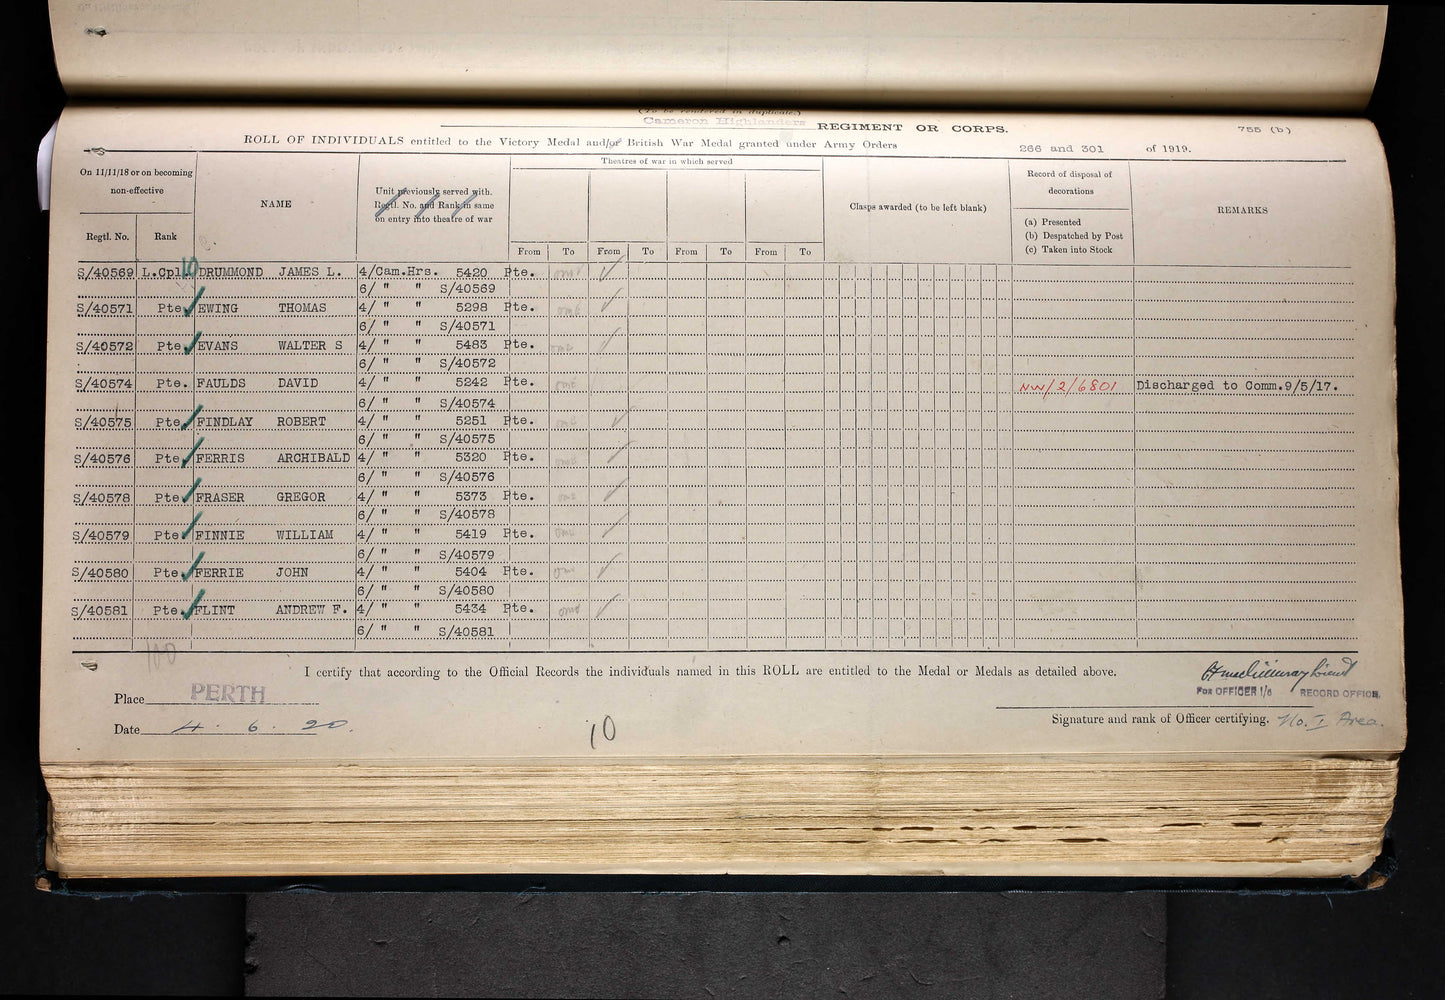 (To be rendered in duplicate)
Cameron Highlanders REGIMENT OR CORPS. 755 (b)
ROLL OF INDIVIDUALS entitled to the Victory Medal and/or British War Medal granted under Army Orders 266 and 301 of 1919.
On 11/11/18 or on becoming non-effective
Regtl. No. Rank
NAME
Unit previously served with. Regtl. No. and Rank in same on entry into theatre of war
Theatres of war in which served
From To From To From To From To
Clasps awarded (to be left blank)
Record of disposal of decorations
(a) Presented
(b) Despatched by Post
(c) Taken into Stock
REMARKS
S/40569 L.Cpl. 10 DRUMMOND JAMES L. 4/Cam.Hrs. 5420 Pte.
6/ " " S/40569
S/40571 Pte. EWING THOMAS 4/ " " 5298 Pte.
6/ " " S/40571
S/40572 Pte. EVANS WALTER S 4/ " " 5483 Pte.
6/ " " S/40572
S/40574 Pte. FAULDS DAVID 4/ " " 5242 Pte. NW/2/6801 Discharged to Comm.9/5/17.
6/ " " S/40574
S/40575 Pte. FINDLAY ROBERT 4/ " " 5251 Pte.
6/ " " S/40575
S/40576 Pte. FERRIS ARCHIBALD 4/ " " 5320 Pte.
6/ " " S/40576
S/40578 Pte. FRASER GREGOR 4/ " " 5373 Pte.
6/ " " S/40578
S/40579 Pte. FINNIE WILLIAM 4/ " " 5419 Pte.
6/ " " S/40579
S/40580 Pte. FERRIE JOHN 4/ " " 5404 Pte.
6/ " " S/40580
S/40581 Pte. FLINT ANDREW F. 4/ " " 5434 Pte.
6/ " " S/40581
100
I certify that according to the Official Records the individuals named in this ROLL are entitled to the Medal or Medals as detailed above.
Place PERTH
FOR OFFICER I/c RECORD OFFICE,
Date 4. 6. 20.
10
Signature and rank of Officer certifying. No. I Area.